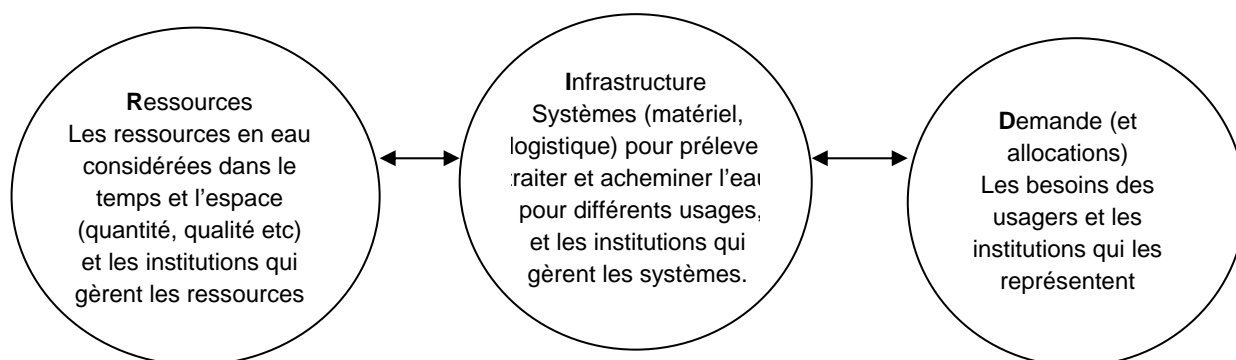 Ressources
Les ressources en eau
considérées dans le
temps et l'espace
(quantité, qualité etc)
et les institutions qui
gèrent les ressources
Infrastructure
Systèmes (matériel,
logistique) pour préleve
traiter et acheminer l'eau
pour différents usages,
et les institutions qui
gèrent les systèmes.
Demande (et
allocations)
Les besoins des
usagers et les
institutions qui les
représentent